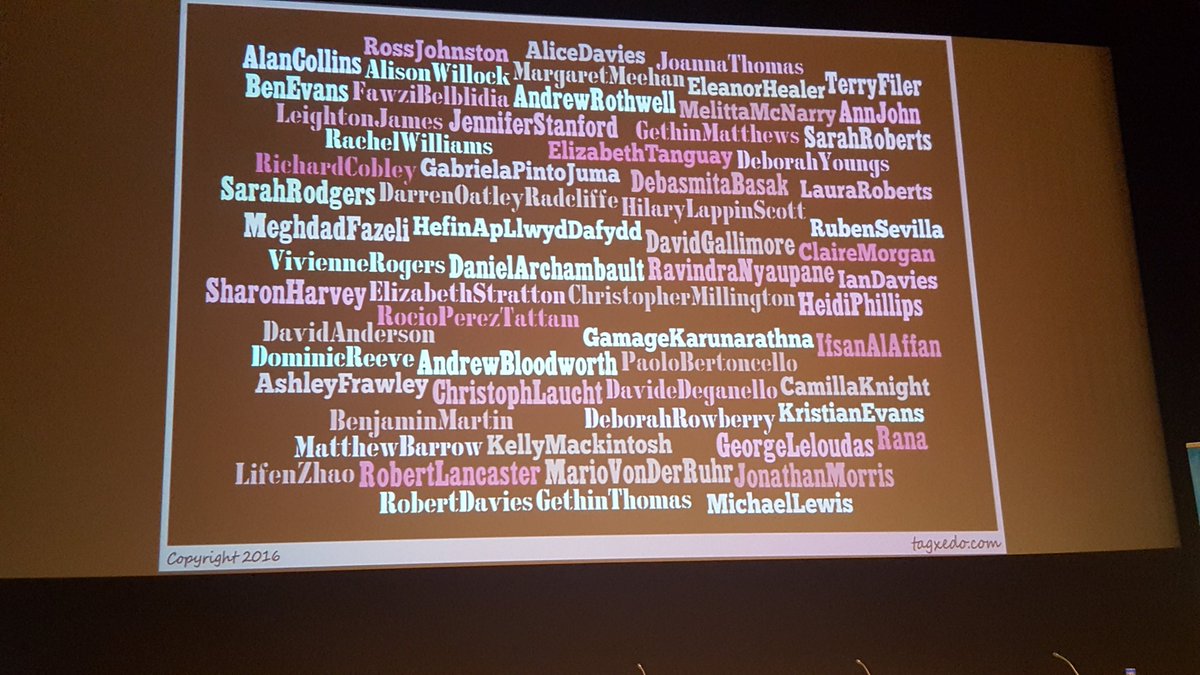 RossJohnston AliceDavies JoannaThomas
AlanCollins AlisonWillock MargaretMeehan EleanorHealer TerryFiler
BenEvans FawziBelblidia AndrewRothwell MelittaMcNarry AnnJohn
LeightonJames JenniferStanford GethinMatthews SarahRoberts
RachelWilliams ElizabethTanguay DeborahYoungs
RichardCobley GabrielaPintoJuma DebasmitaBasak LauraRoberts
SarahRodgers DarrenOatleyRadcliffe HilaryLappinScott
MeghdadFazeli HefinApLlwydDafydd DavidGallimore RubenSevilla
ClaireMorgan
VivienneRogers DanielArchambault RavindraNyaupane IanDavies
SharonHarvey ElizabethStratton ChristopherMillington HeidiPhillips
RocioPerezTattam
DavidAnderson GamageKarunarathna IfsanAlAffan
DominicReeve AndrewBloodworth PaoloBertoncello
AshleyFrawley ChristophLaucht DavideDeganello CamillaKnight
BenjaminMartin DeborahRowberry KristianEvans
MatthewBarrow KellyMackintosh GeorgeLeloudas Rana
LifenZhao RobertLancaster MarioVonDerRuhr JonathanMorris
RobertDavies GethinThomas MichaelLewis
Copyright 2016 tagxedo.com